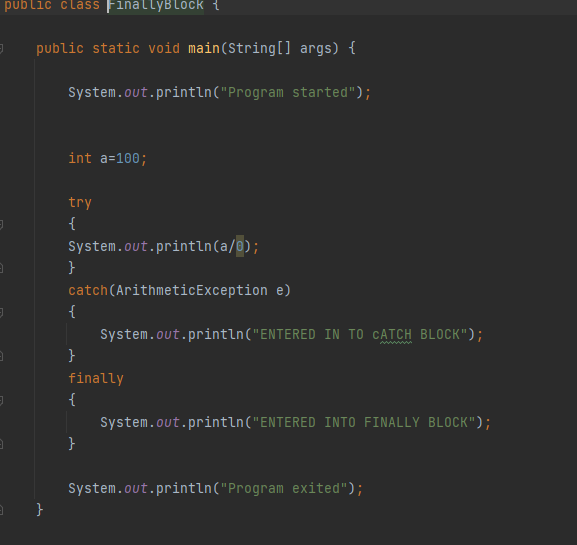 public class FinallyBlock {
public static void main(String[] args) {
System.out.println("Program started");
int a=100;
try
{
System.out.println(a/0);
}
catch(ArithmeticException e)
{
System.out.println("ENTERED IN TO cATCH BLOCK");
}
finally
{
System.out.println("ENTERED INTO FINALLY BLOCK");
}
System.out.println("Program exited");
}